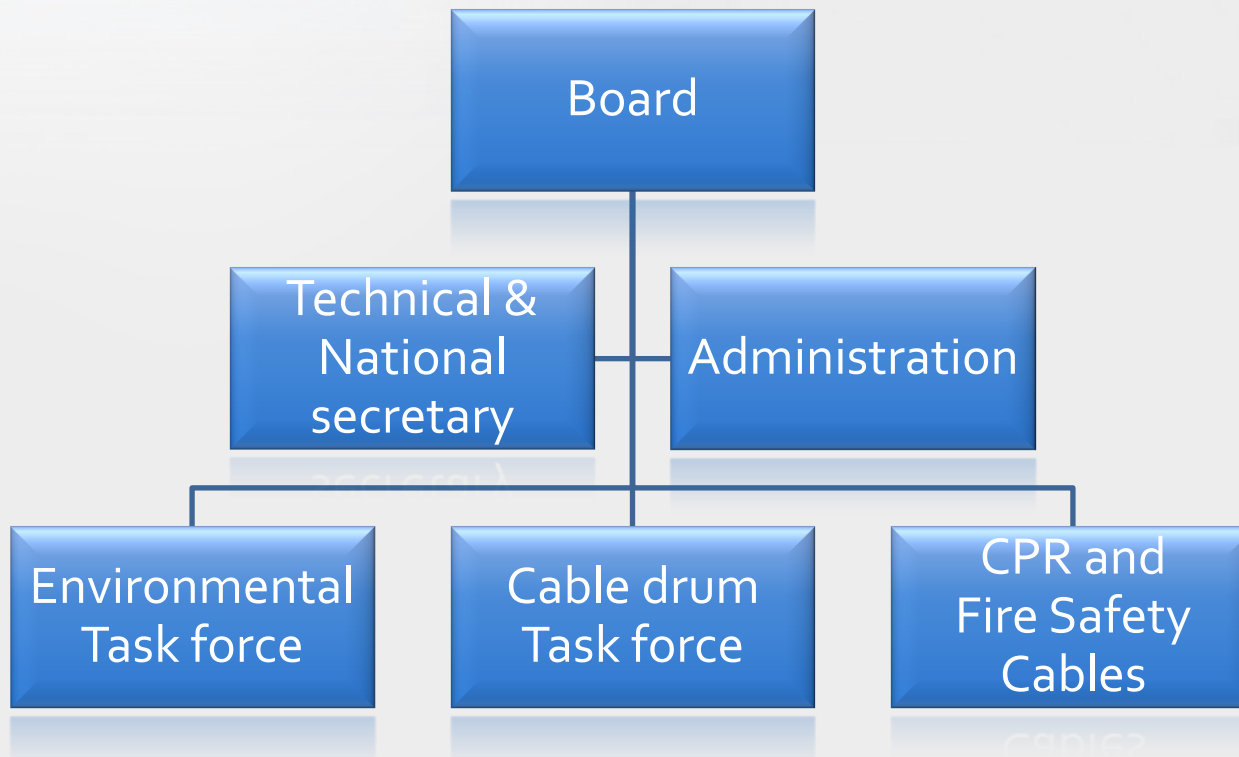 Board
Technical &
National
secretary
Administration
Environmental
Task force
Cable drum
Task force
CPR and
Fire Safety
Cables